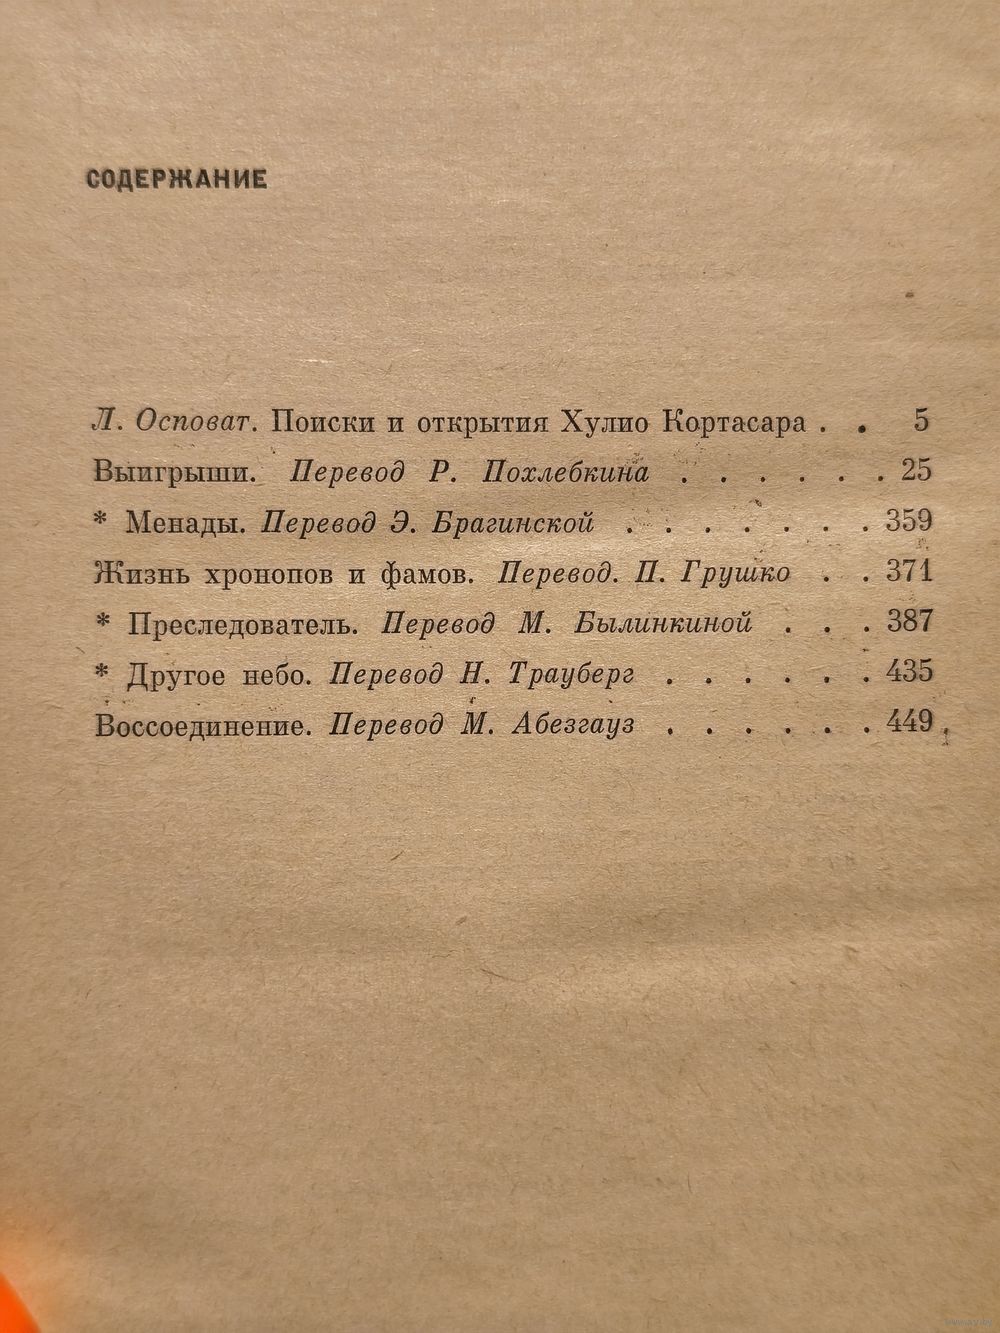 СОДЕРЖАНИЕ
Л. Осповат. Поиски и открытия Хулио Кортасара . . 5
Выигрыши. Перевод Р. Похлебкина . . . . . . 25
* Менады. Перевод Э. Брагинской . . . . . . . 359
Жизнь хронопов и фамов. Перевод. П. Грушко . . 371
* Преследователь. Перевод М. Былинкиной . . . 387
* Другое небо. Перевод Н. Трауберг . . . . . . 435
Воссоединение. Перевод М. Абезгауз . . . . . . 449